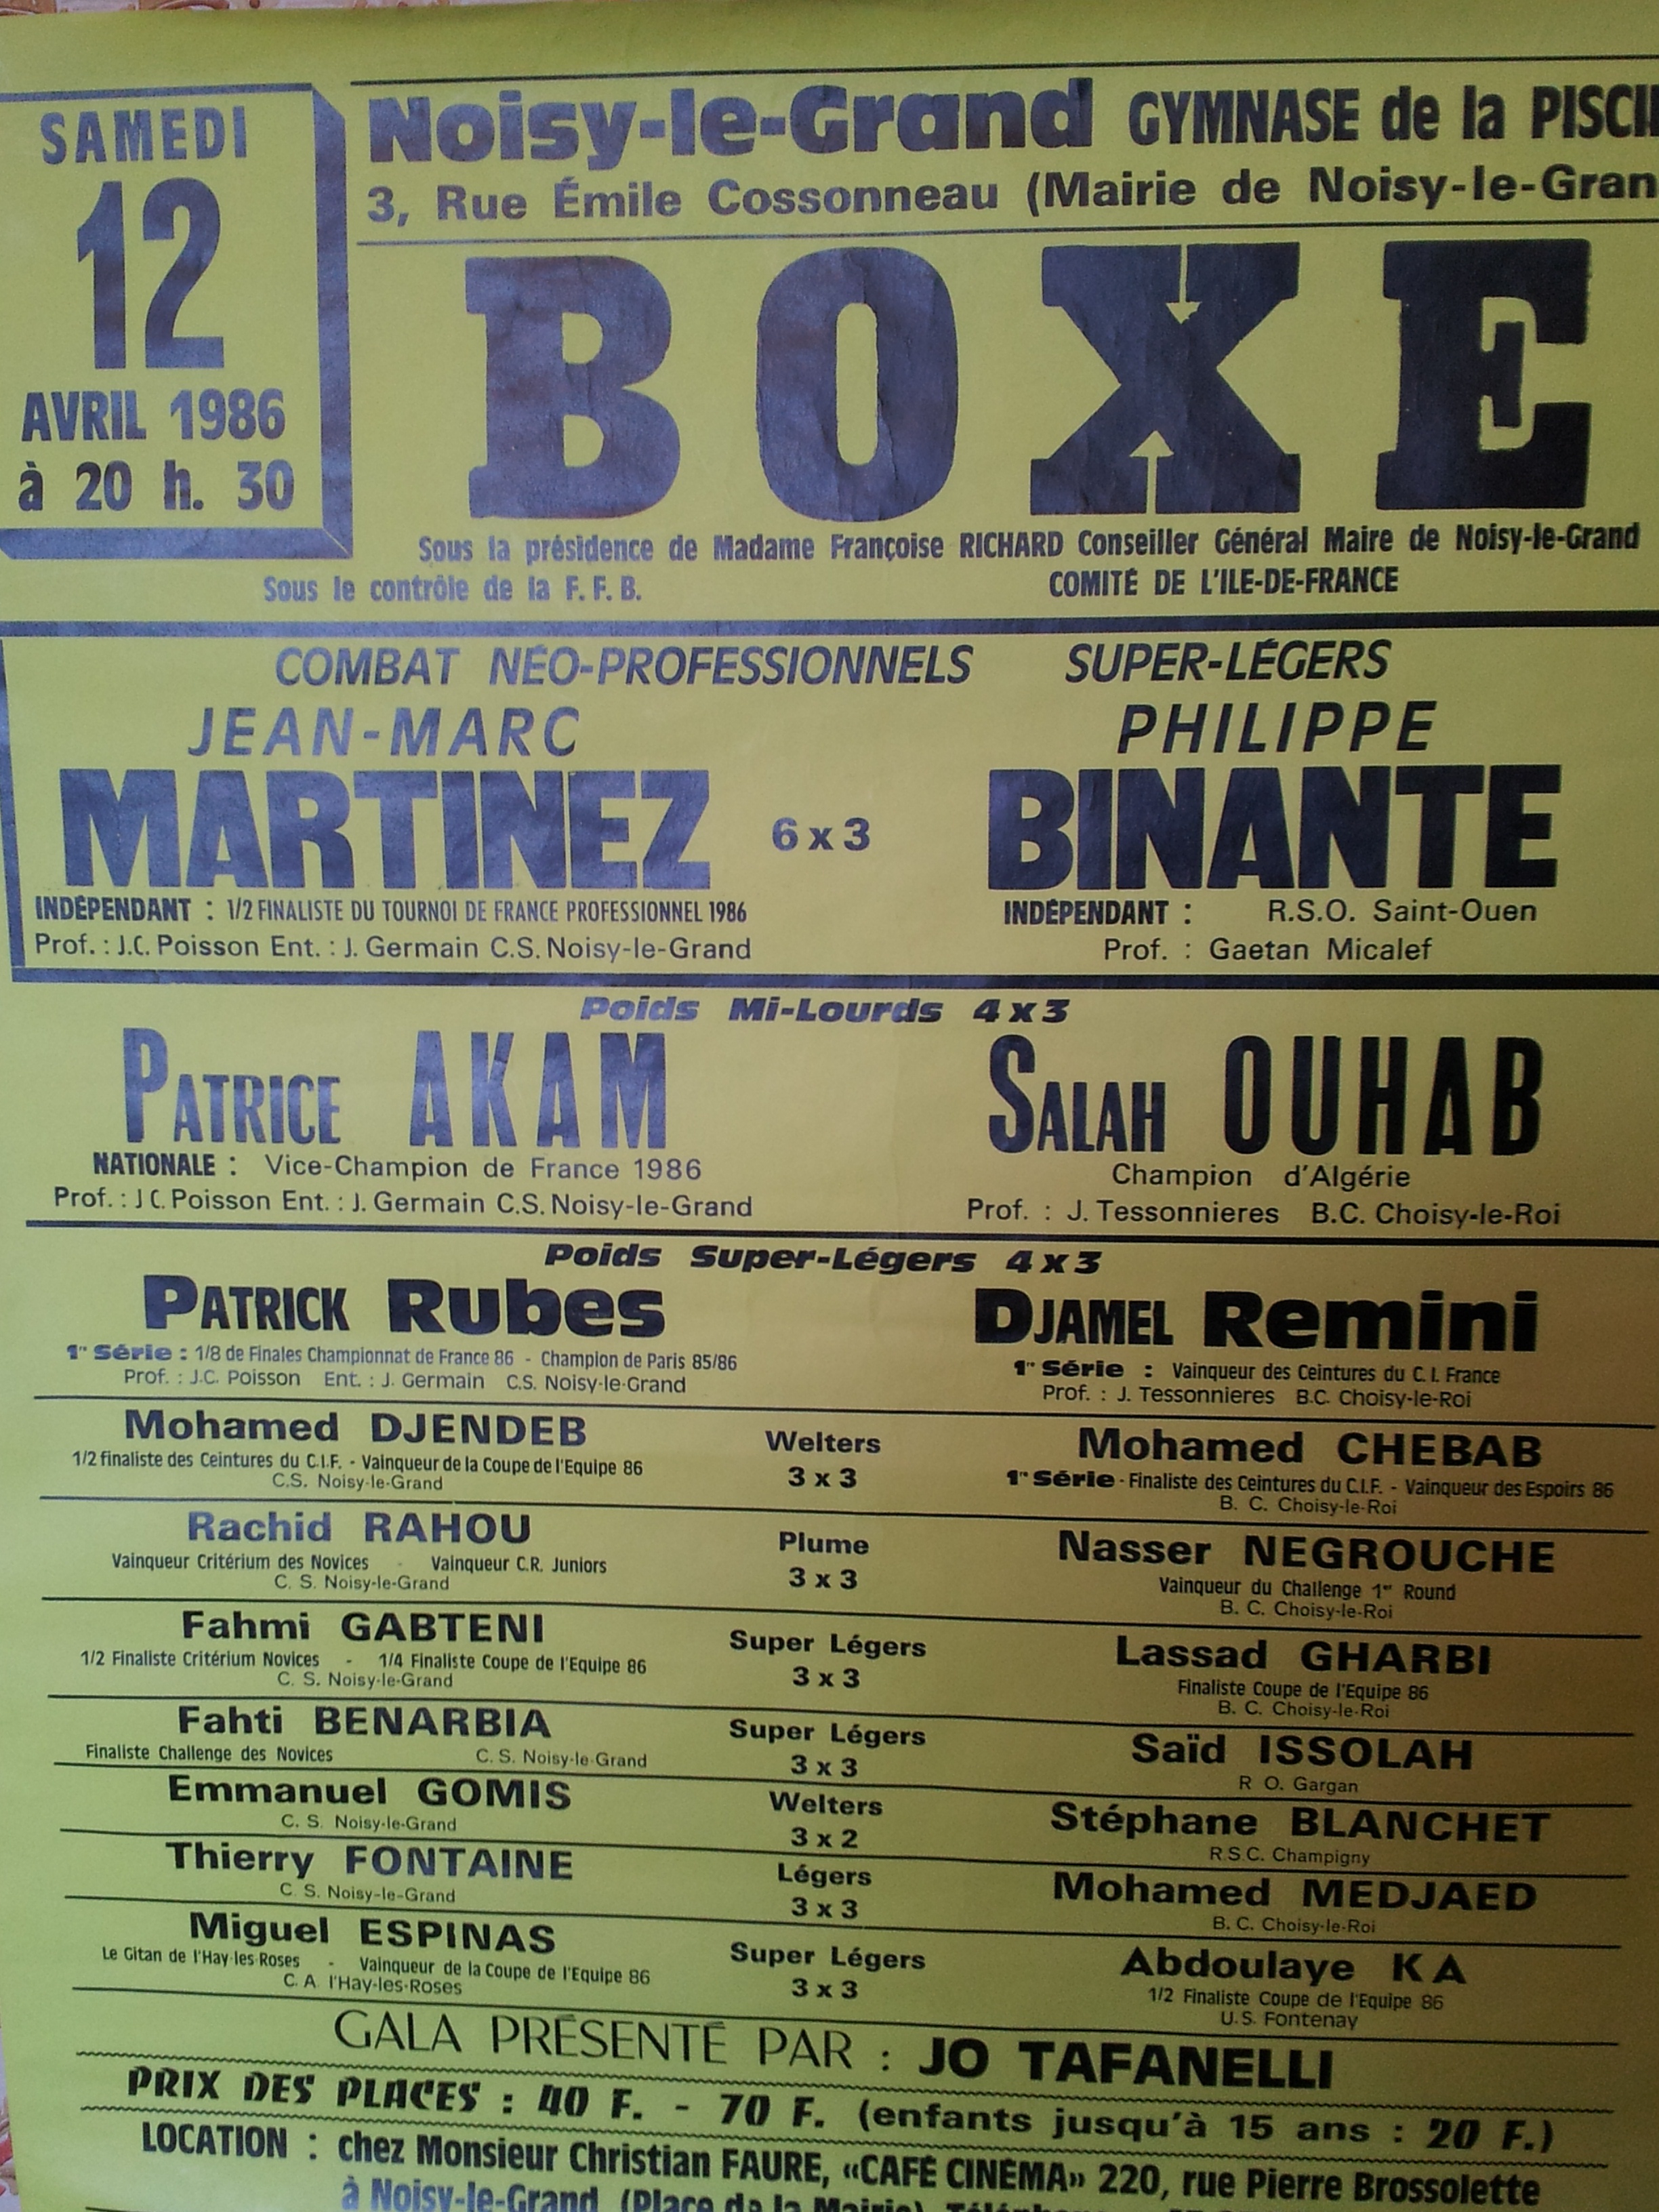 SAMEDI
12
AVRIL 1986
à 20 h. 30
Noisy-le-Grand GYMNASE de la PISCI
3, Rue Émile Cossonneau (Mairie de Noisy-le-Gran
BOXE
Sous la présidence de Madame Françoise RICHARD Conseiller Général Maire de Noisy-le-Grand
Sous le contrôle de la F. F. B. COMITÉ DE L'ILE-DE-FRANCE
COMBAT NÉO-PROFESSIONNELS SUPER-LÉGERS
JEAN-MARC PHILIPPE
MARTINEZ 6 x 3 BINANTE
INDÉPENDANT : 1/2 FINALISTE DU TOURNOI DE FRANCE PROFESSIONNEL 1986 INDÉPENDANT : R.S.O. Saint-Ouen
Prof. : J.C. Poisson Ent. : J. Germain C.S. Noisy-le-Grand Prof. : Gaetan Micalef
Poids Mi-Lourds 4 x 3
PATRICE AKAM SALAH OUHAB
NATIONALE : Vice-Champion de France 1986 Champion d'Algérie
Prof. : J C. Poisson Ent. : J. Germain C.S. Noisy-le-Grand Prof. : J. Tessonnieres B.C. Choisy-le-Roi
Poids Super-Légers 4 x 3
PATRICK Rubes DJAMEL Remini
1re Série : 1/8 de Finales Championnat de France 86 - Champion de Paris 85/86 1re Série : Vainqueur des Ceintures du C. I. France
Prof. : J.C. Poisson Ent. : J. Germain C.S. Noisy-le-Grand Prof. : J. Tessonnieres B.C. Choisy-le-Roi
Mohamed DJENDEB Welters Mohamed CHEBAB
1/2 finaliste des Ceintures du C.I.F. - Vainqueur de la Coupe de l'Equipe 86 3 x 3 1re Série - Finaliste des Ceintures du C.I.F. - Vainqueur des Espoirs 86
C.S. Noisy-le-Grand B. C. Choisy-le-Roi
Rachid RAHOU Plume Nasser NEGROUCHE
Vainqueur Critérium des Novices - Vainqueur C.R. Juniors 3 x 3 Vainqueur du Challenge 1er Round
C. S. Noisy-le-Grand B. C. Choisy-le-Roi
Fahmi GABTENI Super Légers Lassad GHARBI
1/2 Finaliste Critérium Novices - 1/4 Finaliste Coupe de l'Equipe 86 3 x 3 Finaliste Coupe de l'Equipe 86
C. S. Noisy-le-Grand B. C. Choisy-le-Roi
Fahti BENARBIA Super Légers Saïd ISSOLAH
Finaliste Challenge des Novices C. S. Noisy-le-Grand 3 x 3 R O. Gargan
Emmanuel GOMIS Welters Stéphane BLANCHET
C. S. Noisy-le-Grand 3 x 2 R.S.C. Champigny
Thierry FONTAINE Légers Mohamed MEDJAED
C. S. Noisy-le-Grand 3 x 3 B. C. Choisy-le-Roi
Miguel ESPINAS Super Légers Abdoulaye KA
Le Gitan de l'Hay-les-Roses - Vainqueur de la Coupe de l'Equipe 86 3 x 3 1/2 Finaliste Coupe de l'Equipe 86
C. A. l'Hay-les-Roses U.S. Fontenay
GALA PRÉSENTÉ PAR : JO TAFANELLI
PRIX DES PLACES : 40 F. - 70 F. (enfants jusqu'à 15 ans : 20 F.)
LOCATION : chez Monsieur Christian FAURE, «CAFÉ CINÉMA» 220, rue Pierre Brossolette
à Noisy-le-Grand (Place de la Mairie)